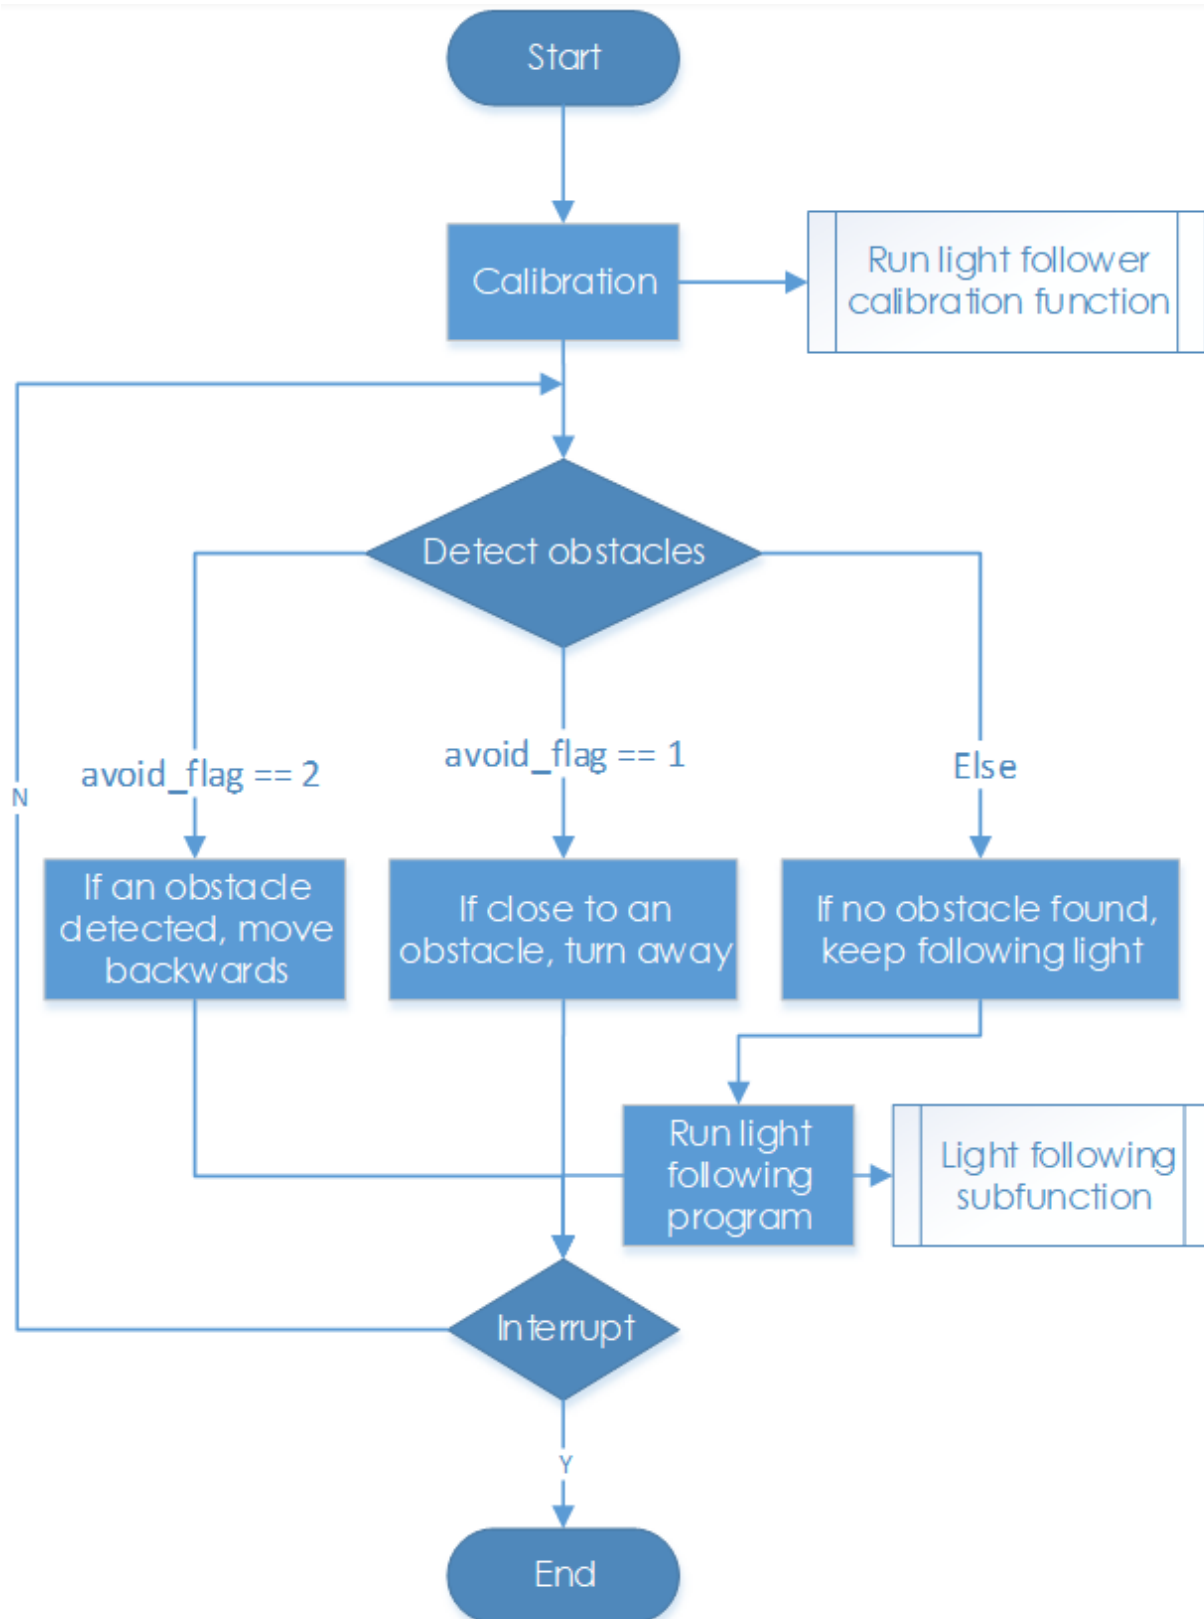 Start
Calibration
Run light follower
calibration function
Detect obstacles
avoid_flag == 2
avoid_flag == 1
Else
N
If an obstacle
detected, move
backwards
If close to an
obstacle, turn away
If no obstacle found,
keep following light
Run light
following
program
Light following
subfunction
Interrupt
Y
End